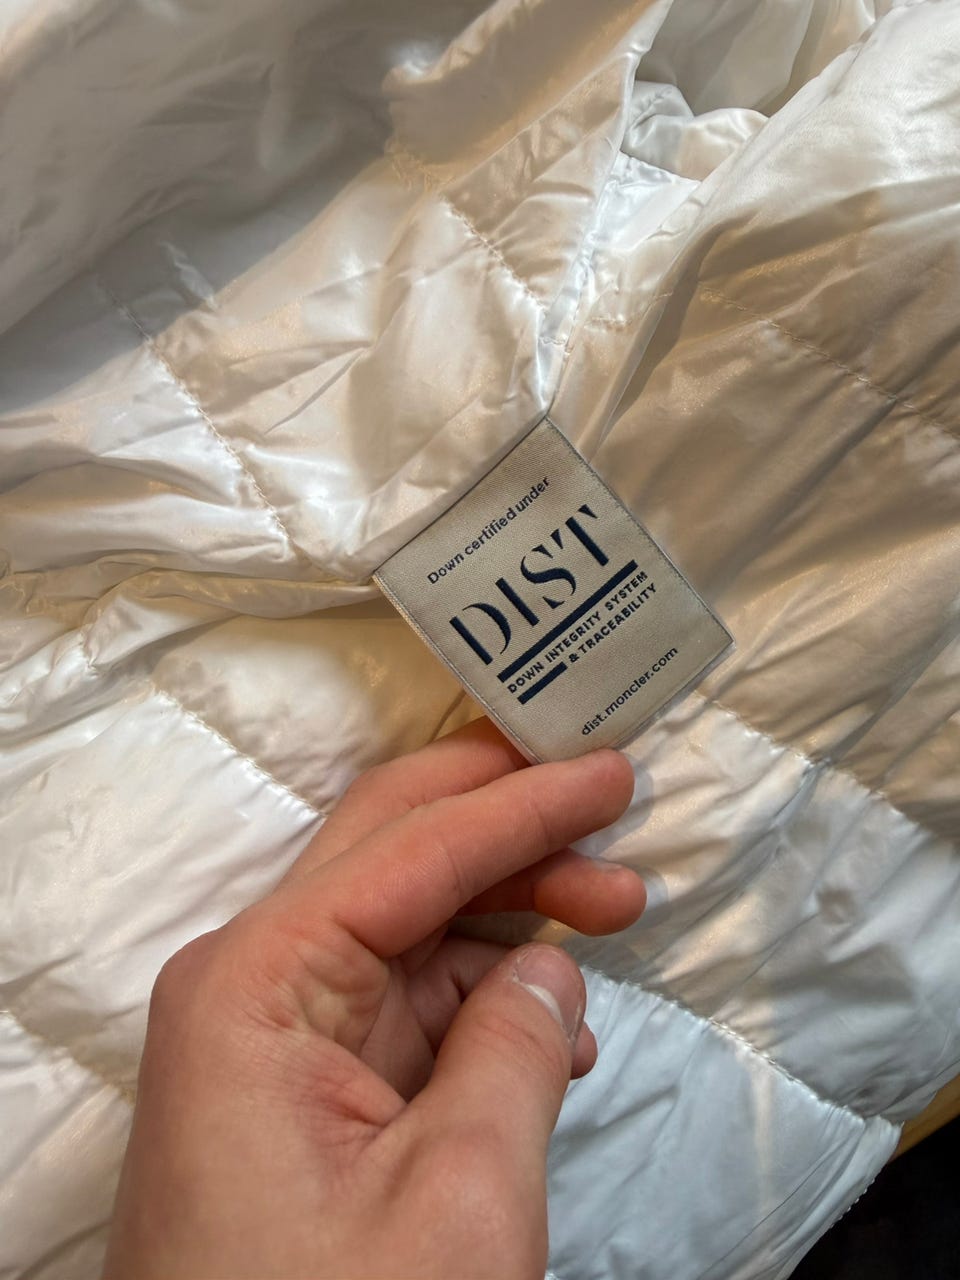 Down certified under
DIST
DOWN INTEGRITY SYSTEM
& TRACEABILITY
dist.moncler.com